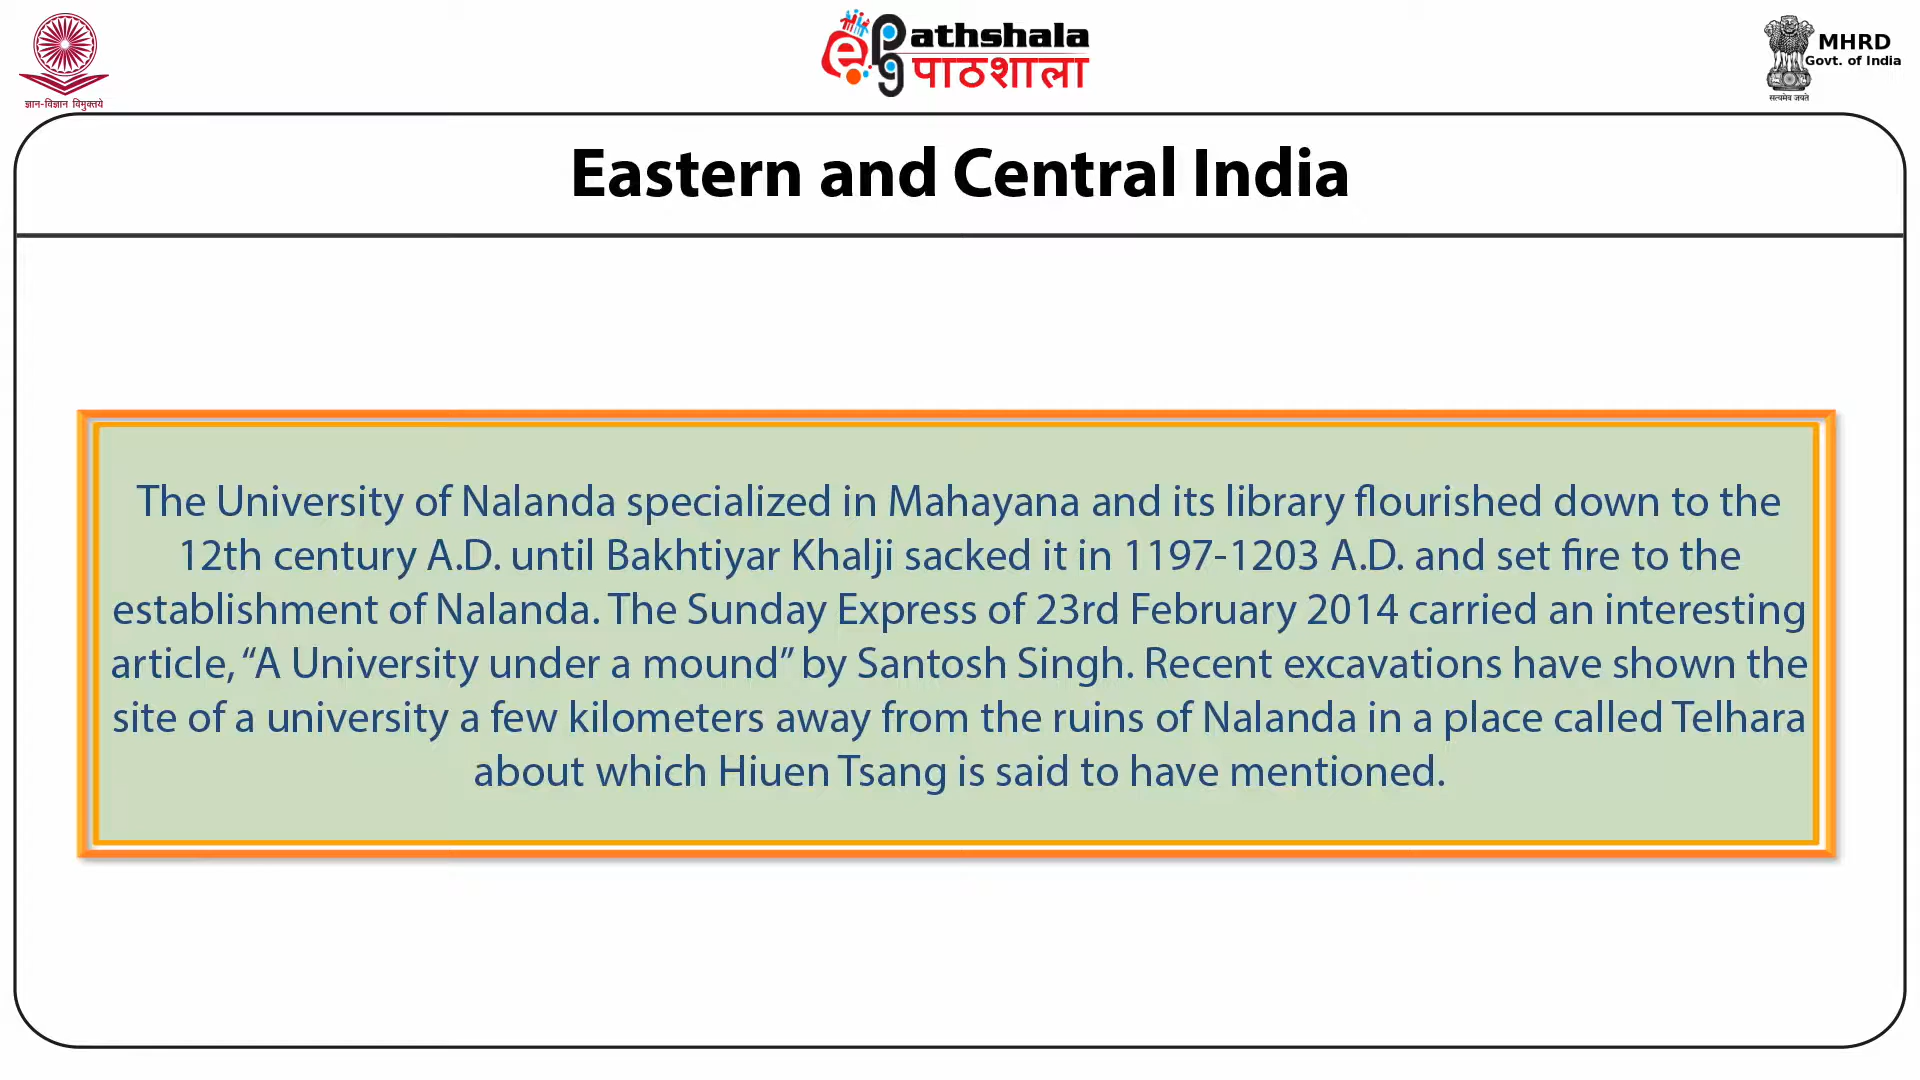 ज्ञान-विज्ञान विमुक्तये
ePathshala
पाठशाला
MHRD
Govt. of India
सत्यमेव जयते
Eastern and Central India
The University of Nalanda specialized in Mahayana and its library flourished down to the
12th century A.D. until Bakhtiyar Khalji sacked it in 1197-1203 A.D. and set fire to the
establishment of Nalanda. The Sunday Express of 23rd February 2014 carried an interesting
article, “A University under a mound” by Santosh Singh. Recent excavations have shown the
site of a university a few kilometers away from the ruins of Nalanda in a place called Telhara
about which Hiuen Tsang is said to have mentioned.